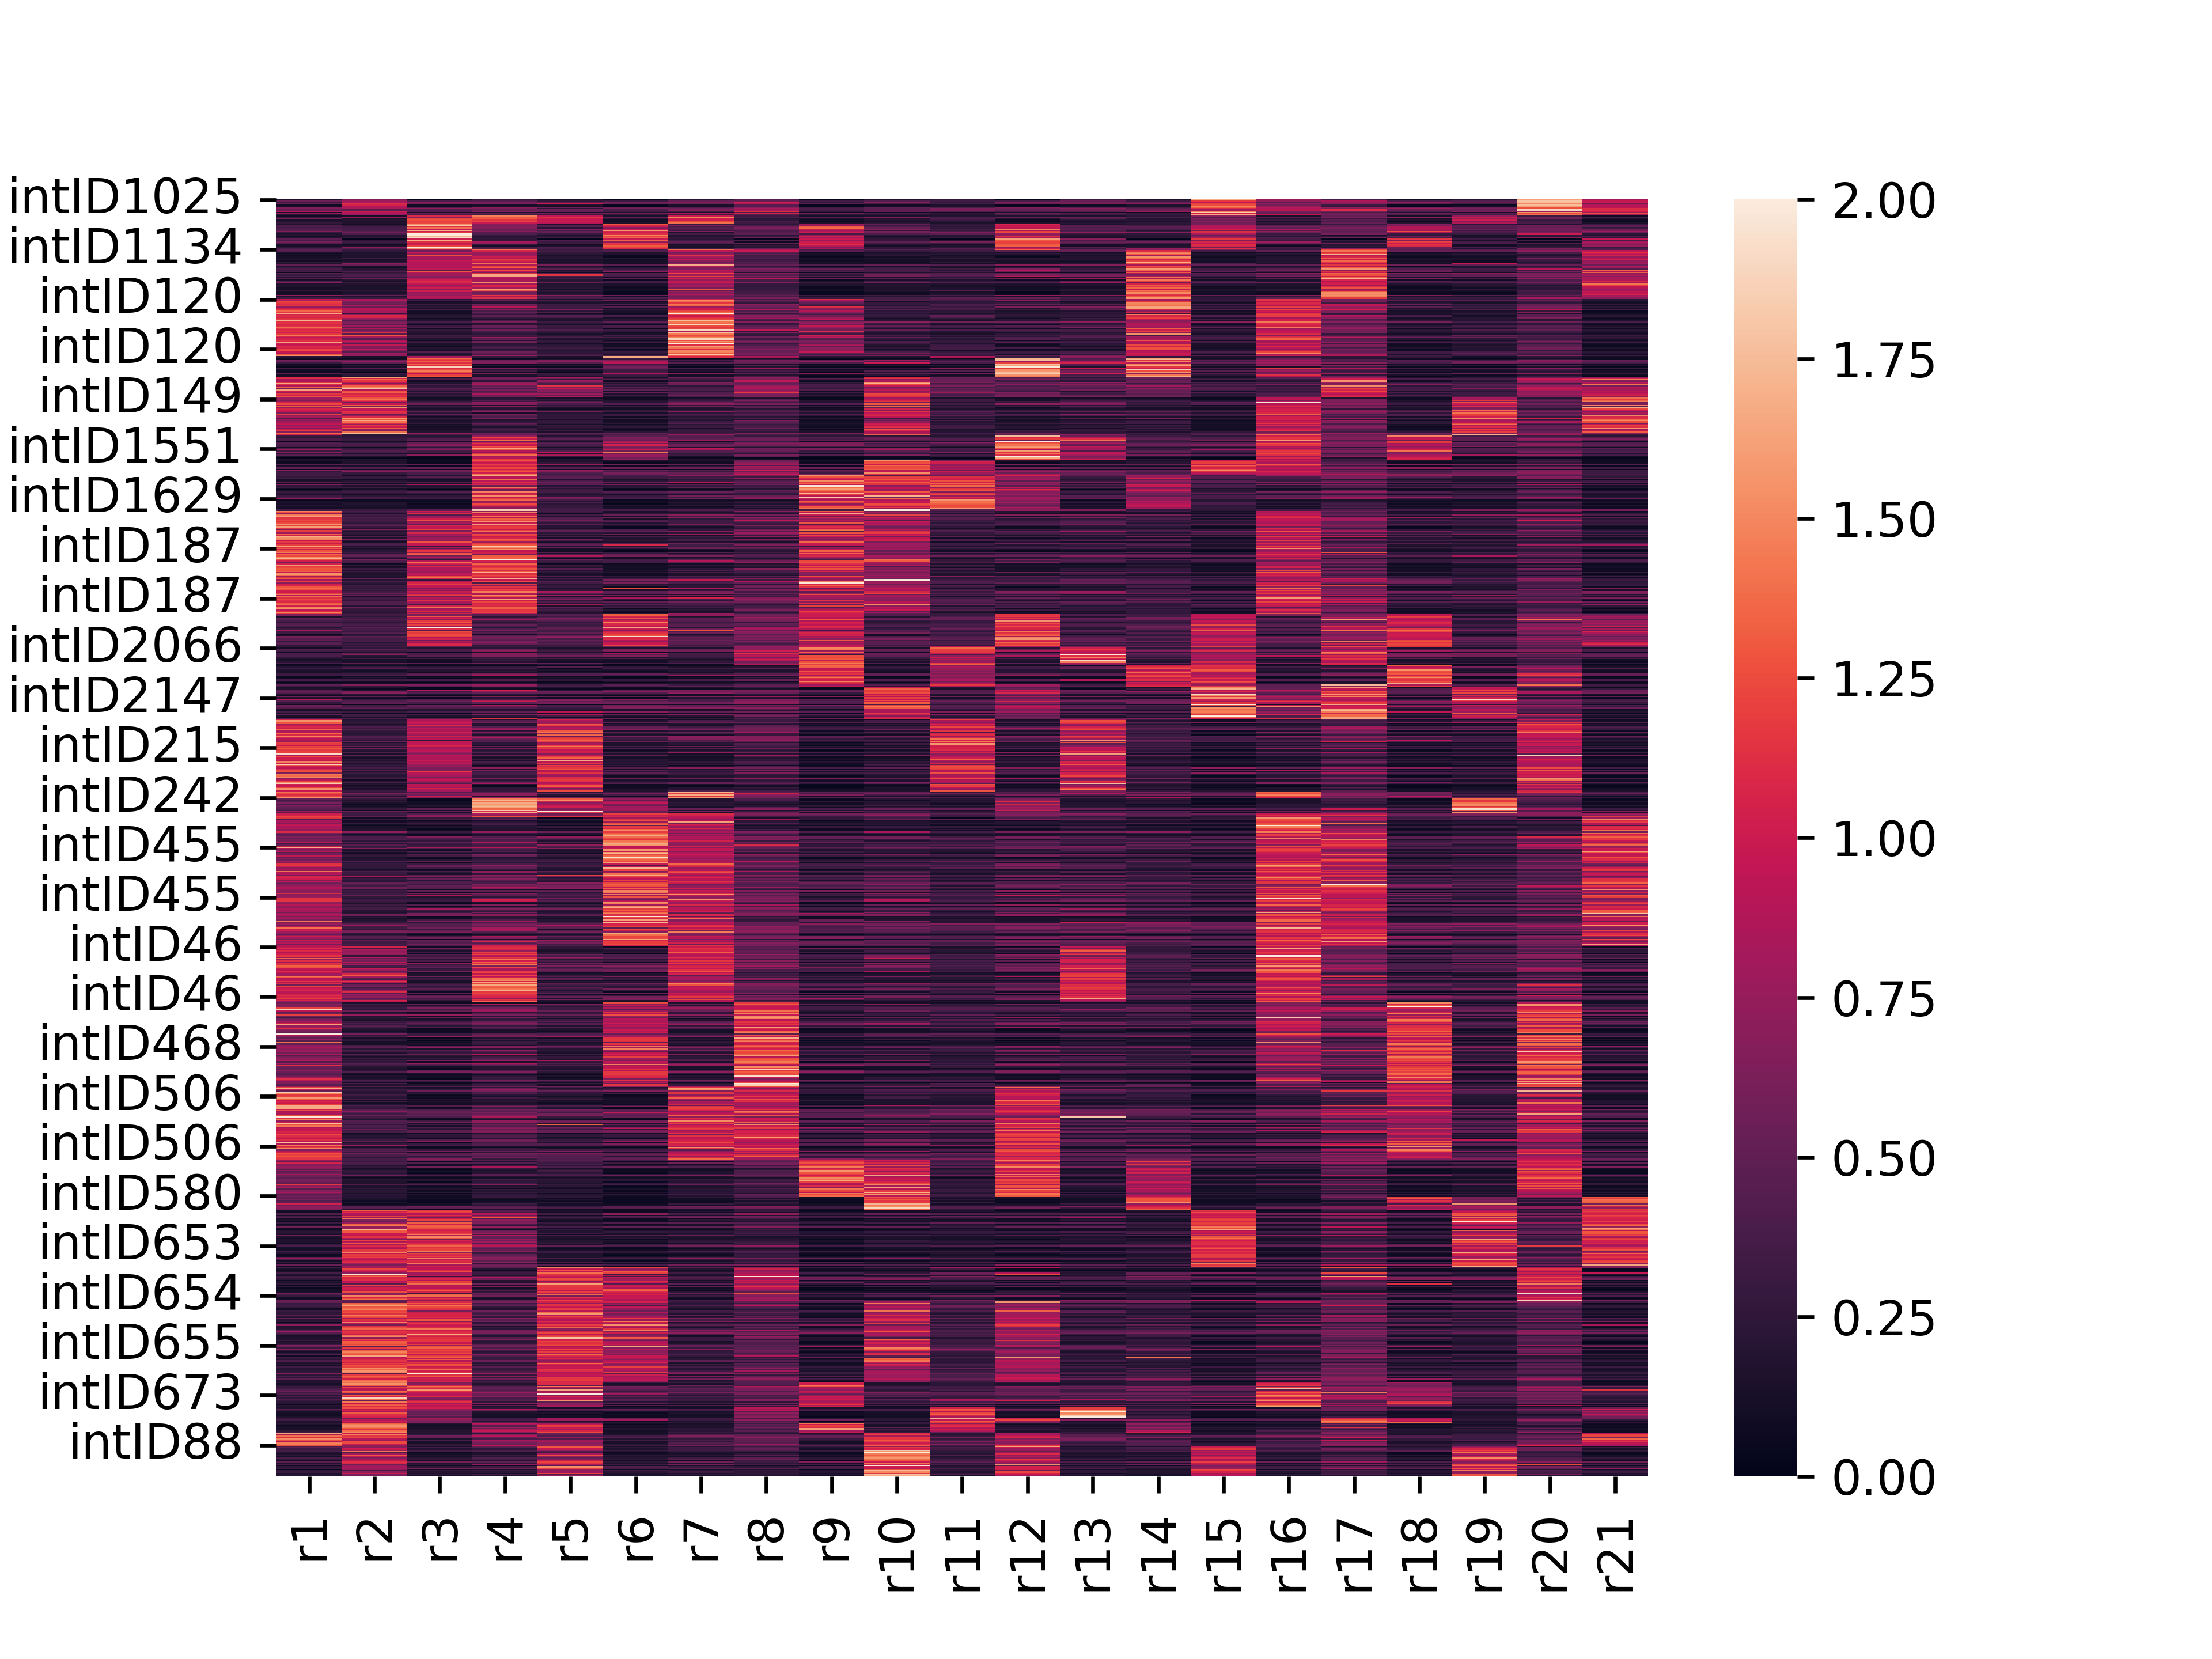 intID1025
intID1134
intID120
intID120
intID149
intID1551
intID1629
intID187
intID187
intID2066
intID2147
intID215
intID242
intID455
intID455
intID46
intID46
intID468
intID506
intID506
intID580
intID653
intID654
intID655
intID673
intID88
r1 r2 r3 r4 r5 r6 r7 r8 r9 r10 r11 r12 r13 r14 r15 r16 r17 r18 r19 r20 r21
2.00
1.75
1.50
1.25
1.00
0.75
0.50
0.25
0.00